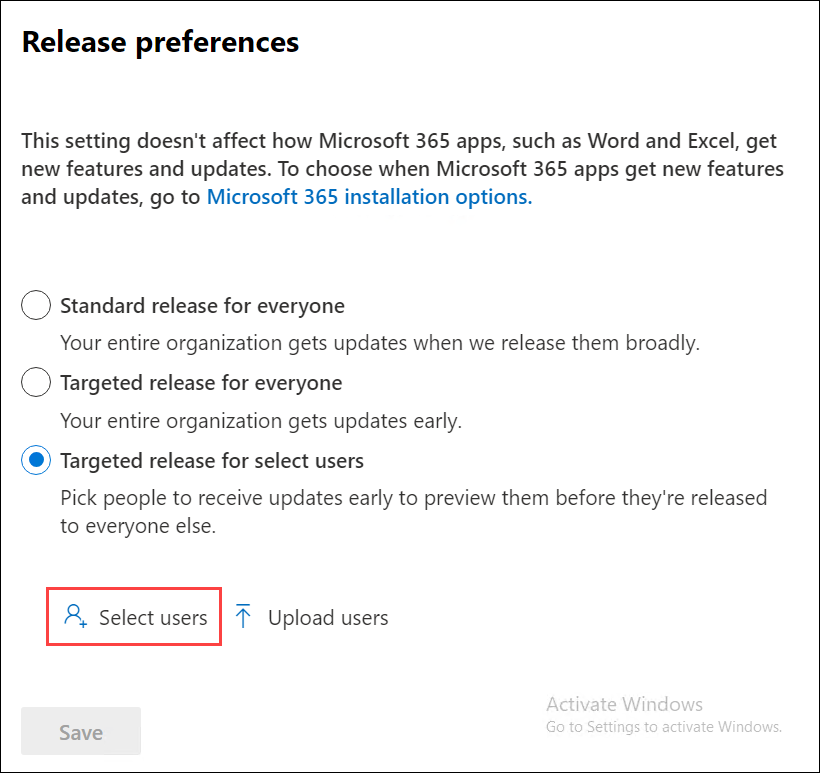 Release preferences
This setting doesn't affect how Microsoft 365 apps, such as Word and Excel, get
new features and updates. To choose when Microsoft 365 apps get new features
and updates, go to Microsoft 365 installation options.
Standard release for everyone
Your entire organization gets updates when we release them broadly.
Targeted release for everyone
Your entire organization gets updates early.
Targeted release for select users
Pick people to receive updates early to preview them before they're released
to everyone else.
Select users
Upload users
Activate Windows
Go to Settings to activate Windows.
Save